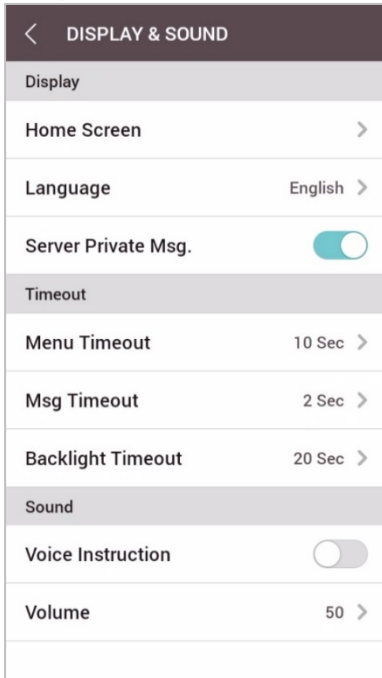 DISPLAY & SOUND
Display
Home Screen
Language English
Server Private Msg.
Timeout
Menu Timeout 10 Sec
Msg Timeout 2 Sec
Backlight Timeout 20 Sec
Sound
Voice Instruction
Volume 50